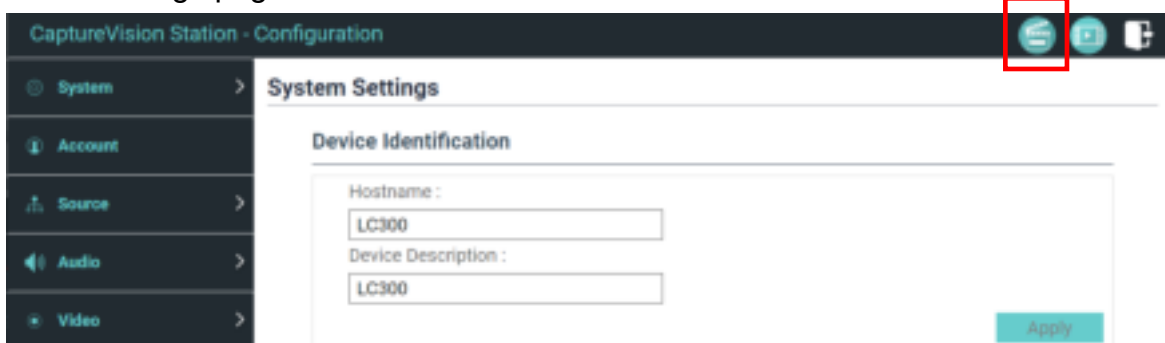 CaptureVision Station - Configuration
System
Account
Source
Audio
Video
System Settings
Device Identification
Hostname :
LC300
Device Description :
LC300
Apply